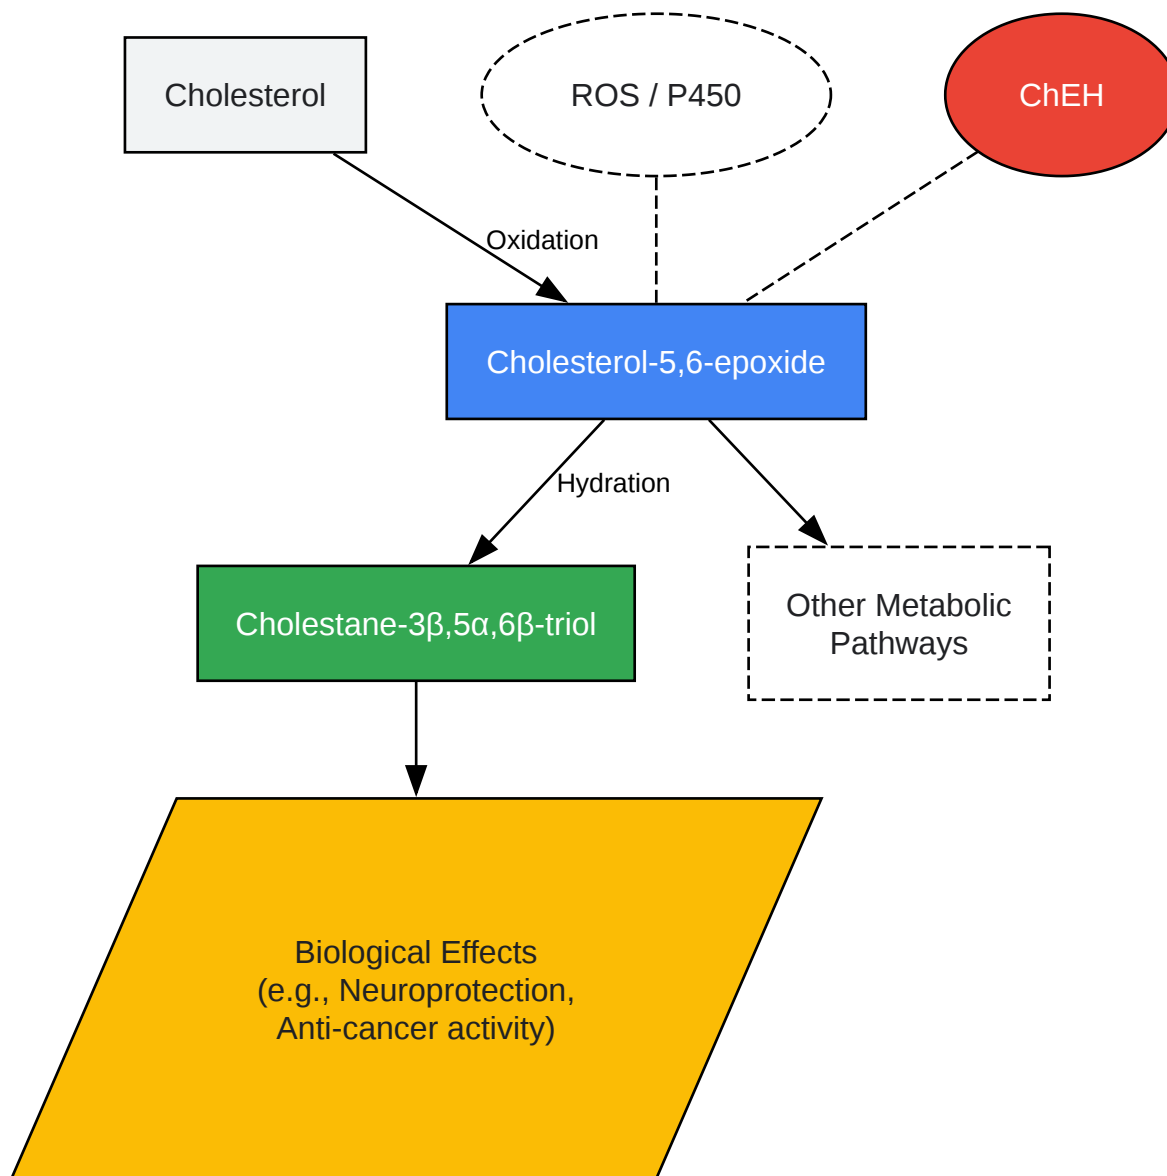 Cholesterol
ROS / P450
ChEH
Oxidation
Cholesterol-5,6-epoxide
Hydration
Cholestane-3β,5α,6β-triol
Other Metabolic
Pathways
Biological Effects
(e.g., Neuroprotection,
Anti-cancer activity)